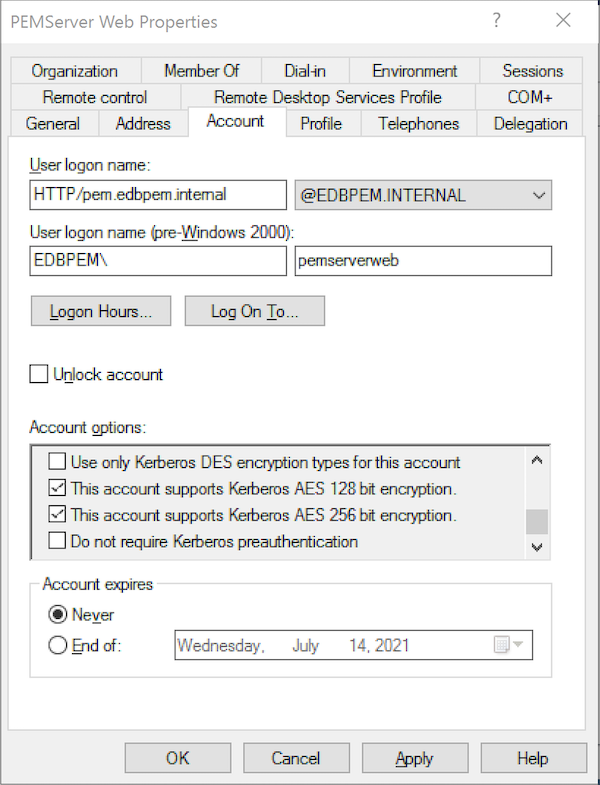 PEMServer Web Properties
?
Organization Member Of Dial-in Environment Sessions
Remote control Remote Desktop Services Profile COM+
General Address Account Profile Telephones Delegation
User logon name:
HTTP/pem.edbpem.internal @EDBPEM.INTERNAL
User logon name (pre-Windows 2000):
EDBPEM\ pemserverweb
Logon Hours... Log On To...
Unlock account
Account options:
Use only Kerberos DES encryption types for this account
This account supports Kerberos AES 128 bit encryption.
This account supports Kerberos AES 256 bit encryption.
Do not require Kerberos preauthentication
Account expires
Never
End of: Wednesday, July 14, 2021
OK Cancel Apply Help